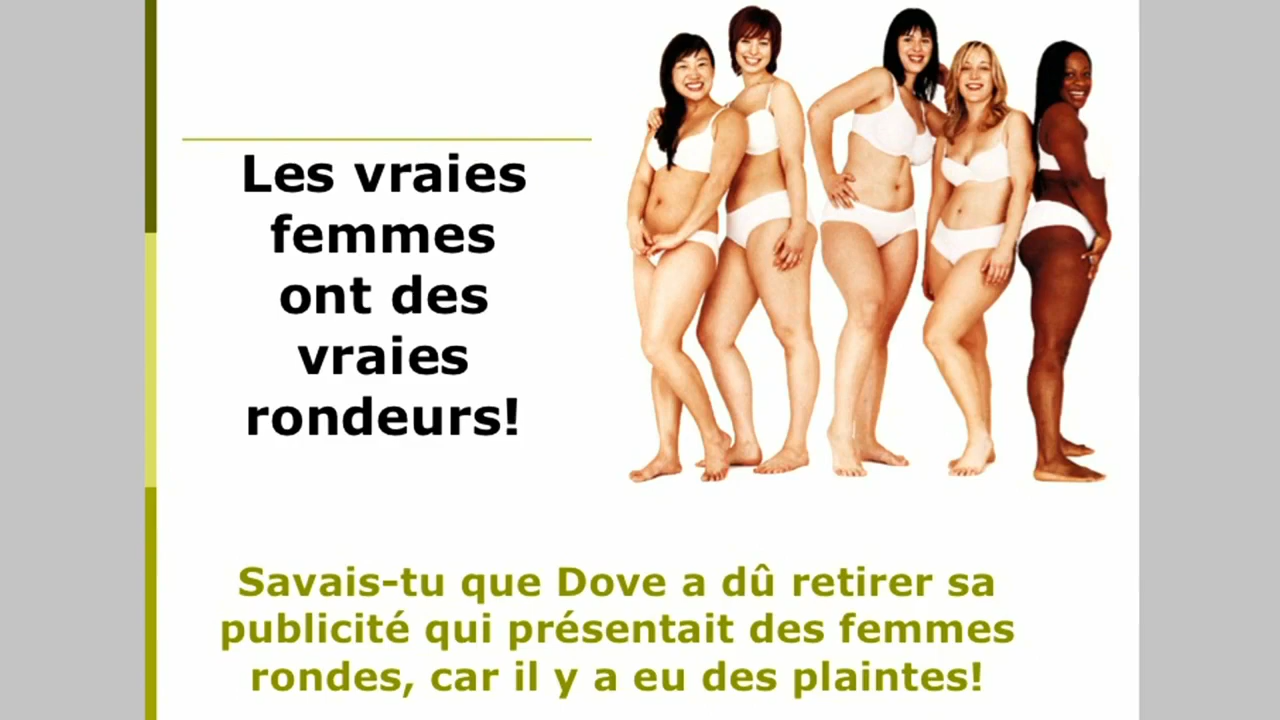 Les vraies
femmes
ont des
vraies
rondeurs!
Savais-tu que Dove a dû retirer sa
publicité qui présentait des femmes
rondes, car il y a eu des plaintes!